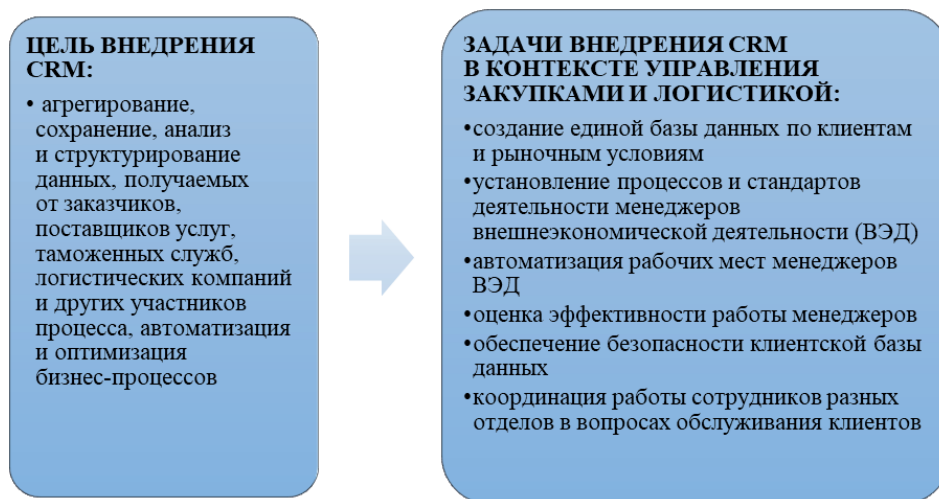 ЦЕЛЬ ВНЕДРЕНИЯ
CRM:
• агрегирование,
сохранение, анализ
и структурирование
данных, получаемых
от заказчиков,
поставщиков услуг,
таможенных служб,
логистических компаний
и других участников
процесса, автоматизация
и оптимизация
бизнес-процессов
ЗАДАЧИ ВНЕДРЕНИЯ CRM
В КОНТЕКСТЕ УПРАВЛЕНИЯ
ЗАКУПКАМИ И ЛОГИСТИКОЙ:
•создание единой базы данных по клиентам
и рыночным условиям
•установление процессов и стандартов
деятельности менеджеров
внешнеэкономической деятельности (ВЭД)
•автоматизация рабочих мест менеджеров
ВЭД
•оценка эффективности работы менеджеров
•обеспечение безопасности клиентской базы
данных
•координация работы сотрудников разных
отделов в вопросах обслуживания клиентов